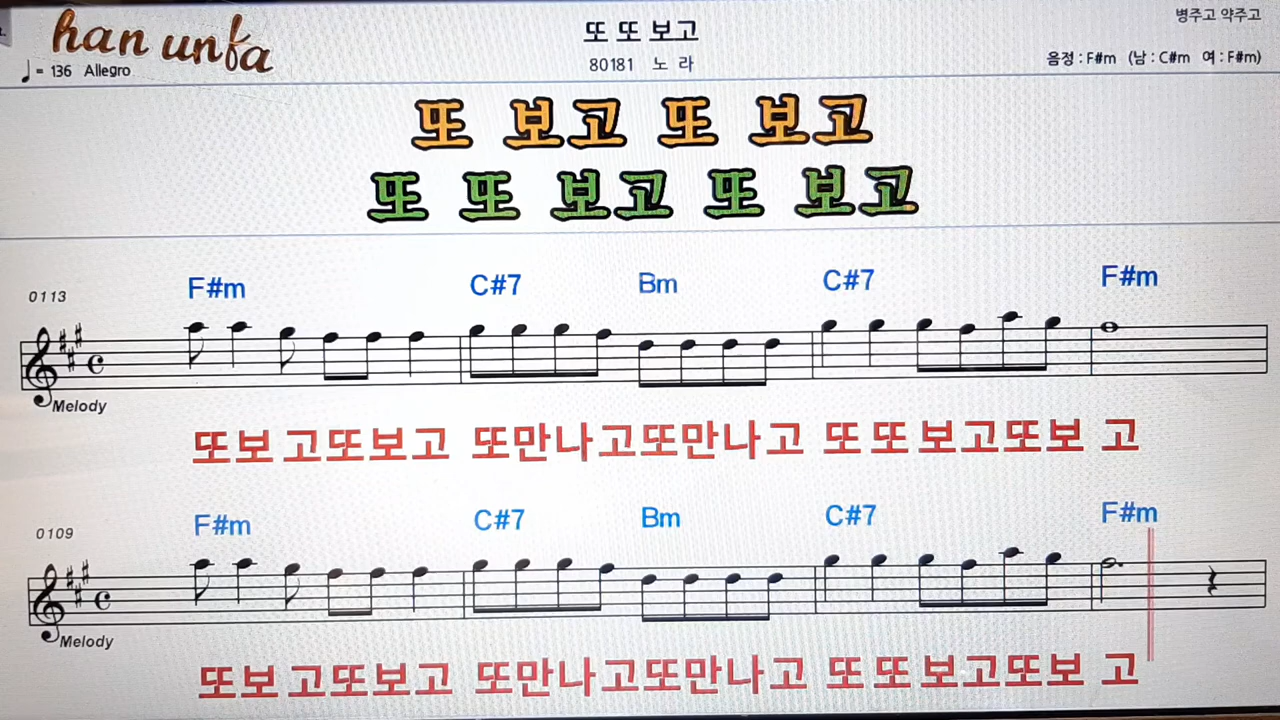 han unfa
또 또 보고
병주고 약주고
♩= 136 Allegro
80181 노 라
음정 : F#m (남 : C#m 여 : F#m)
또 보고 또 보고
또 또 보고 또 보고
F#m C#7 Bm C#7 F#m
0113
Melody
또보고또보고 또만나고또만나고 또또보고또보 고
F#m C#7 Bm C#7 F#m
0109
Melody
또보고또보고 또만나고또만나고 또또보고또보 고